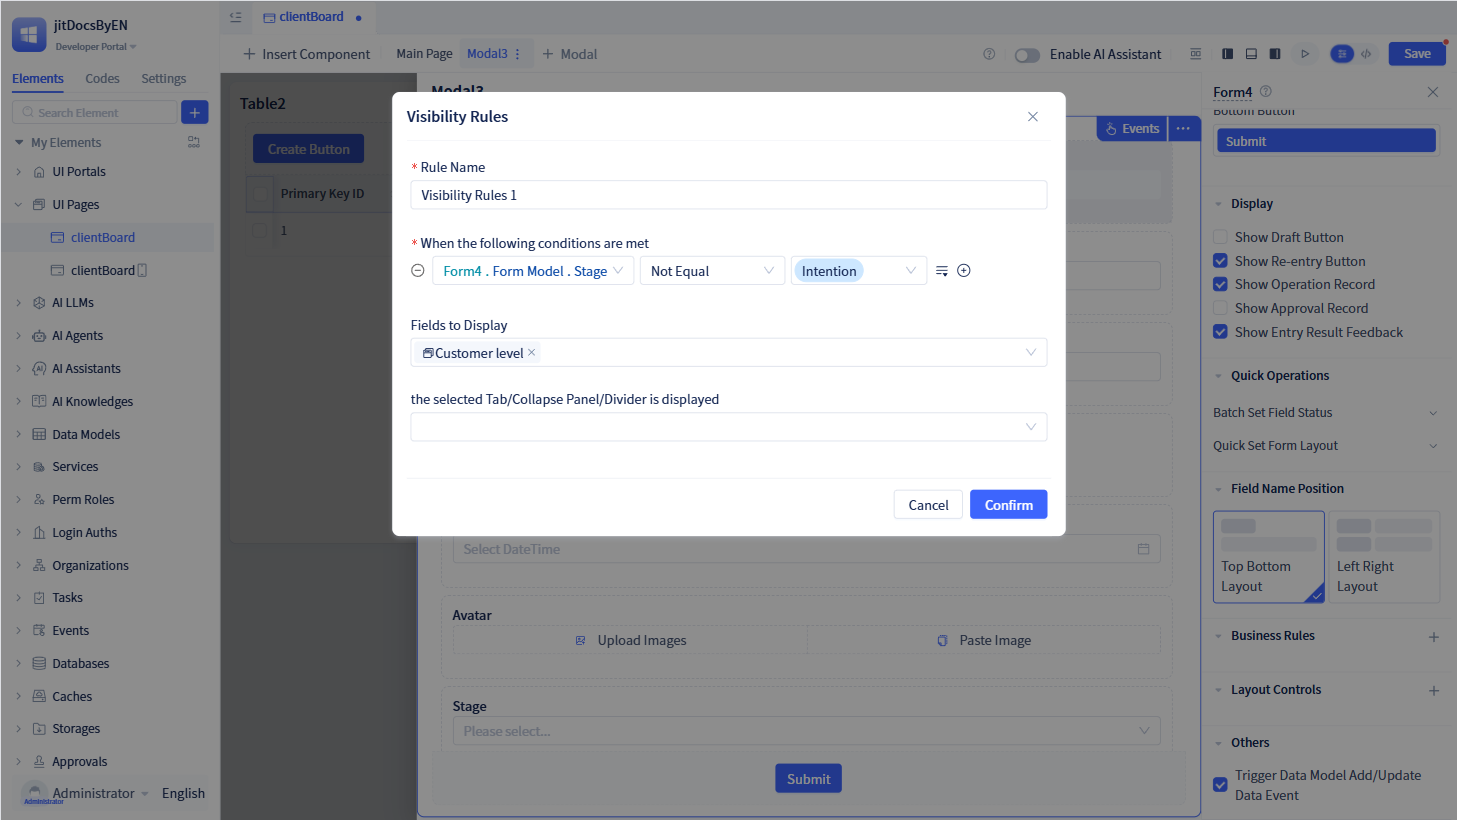 jitDocsByEN
Developer Portal
Elements
Codes
Settings
Search Element
My Elements
UI Portals
UI Pages
clientBoard
clientBoard
AI LLMs
AI Agents
AI Assistants
AI Knowledges
Data Models
Services
Perm Roles
Login Auths
Organizations
Tasks
Events
Databases
Caches
Storages
Approvals
Administrator
Administrator
English
clientBoard
Insert Component
Main Page
Modal3
Modal
Enable AI Assistant
Save
Table2
Create Button
Primary Key ID
1
Modal3
Events
Visibility Rules
* Rule Name
Visibility Rules 1
* When the following conditions are met
Form4 . Form Model . Stage
Not Equal
Intention
Fields to Display
Customer level
the selected Tab/Collapse Panel/Divider is displayed
Cancel
Confirm
Select DateTime
Avatar
Upload Images
Paste Image
Stage
Please select...
Submit
Form4
Bottom Button
Submit
Display
Show Draft Button
Show Re-entry Button
Show Operation Record
Show Approval Record
Show Entry Result Feedback
Quick Operations
Batch Set Field Status
Quick Set Form Layout
Field Name Position
Top Bottom
Layout
Left Right
Layout
Business Rules
Layout Controls
Others
Trigger Data Model Add/Update
Data Event